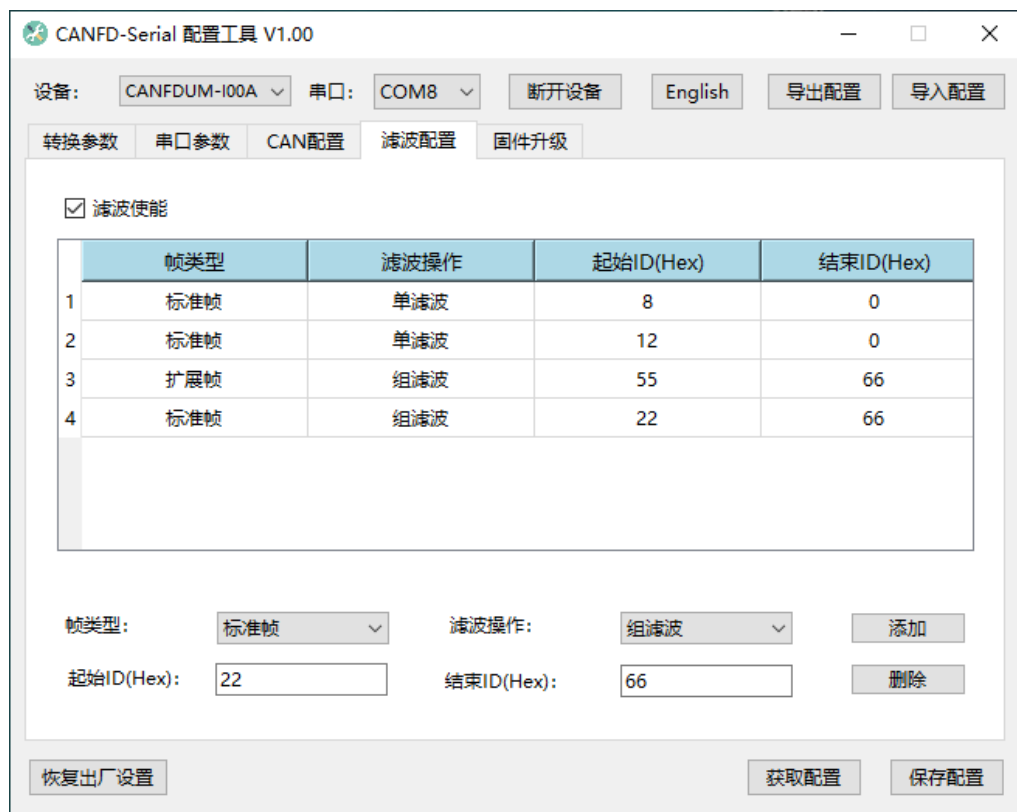 CANFD-Serial 配置工具 V1.00
设备: CANFDUM-I00A 串口: COM8 断开设备 English 导出配置 导入配置
转换参数 串口参数 CAN配置 滤波配置 固件升级
滤波使能
帧类型 滤波操作 起始ID(Hex) 结束ID(Hex)
1 标准帧 单滤波 8 0
2 标准帧 单滤波 12 0
3 扩展帧 组滤波 55 66
4 标准帧 组滤波 22 66
帧类型: 标准帧 滤波操作: 组滤波 添加
起始ID(Hex): 22 结束ID(Hex): 66 删除
恢复出厂设置 获取配置 保存配置